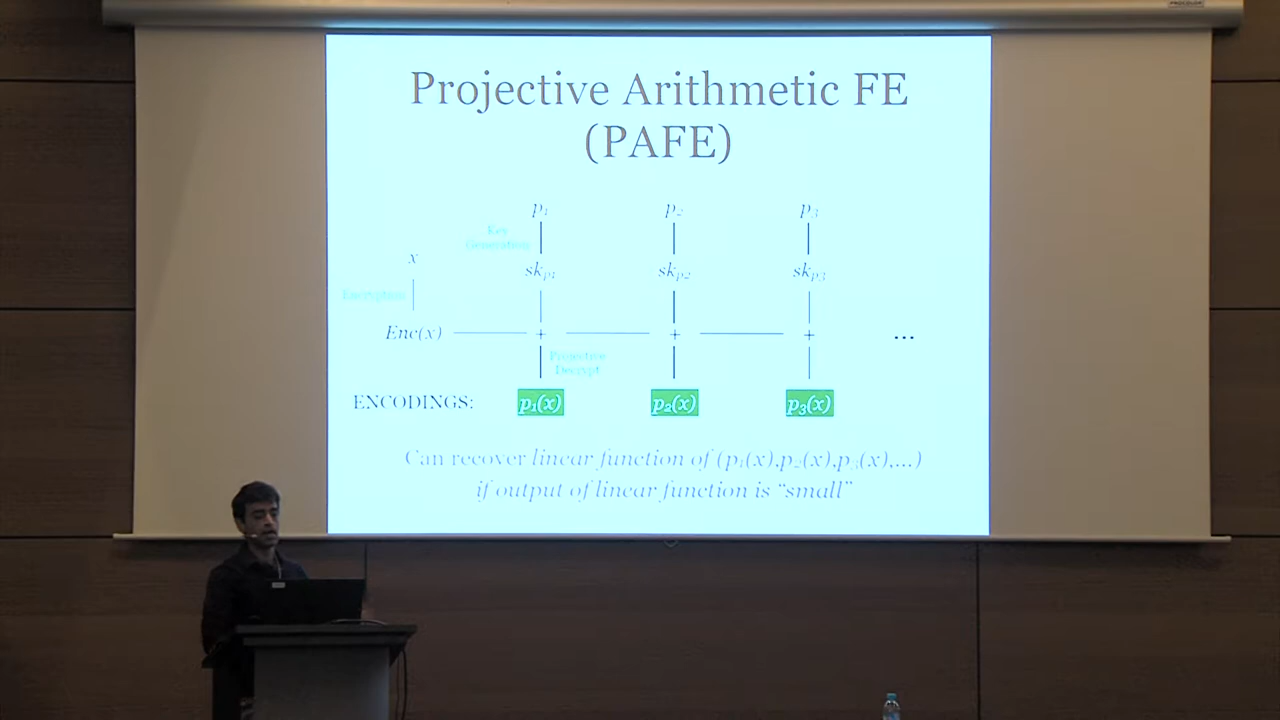 Projective Arithmetic FE
(PAFE)
p₁ p₂ p₃
Key
Generation
x
skₚ₁ skₚ₂ skₚ₃
Encryption
Enc(x) + + + ...
Projective
Decrypt
ENCODINGS: p₁(x) p₂(x) p₃(x)
Can recover linear function of (p₁(x),p₂(x),p₃(x),...)
if output of linear function is “small”